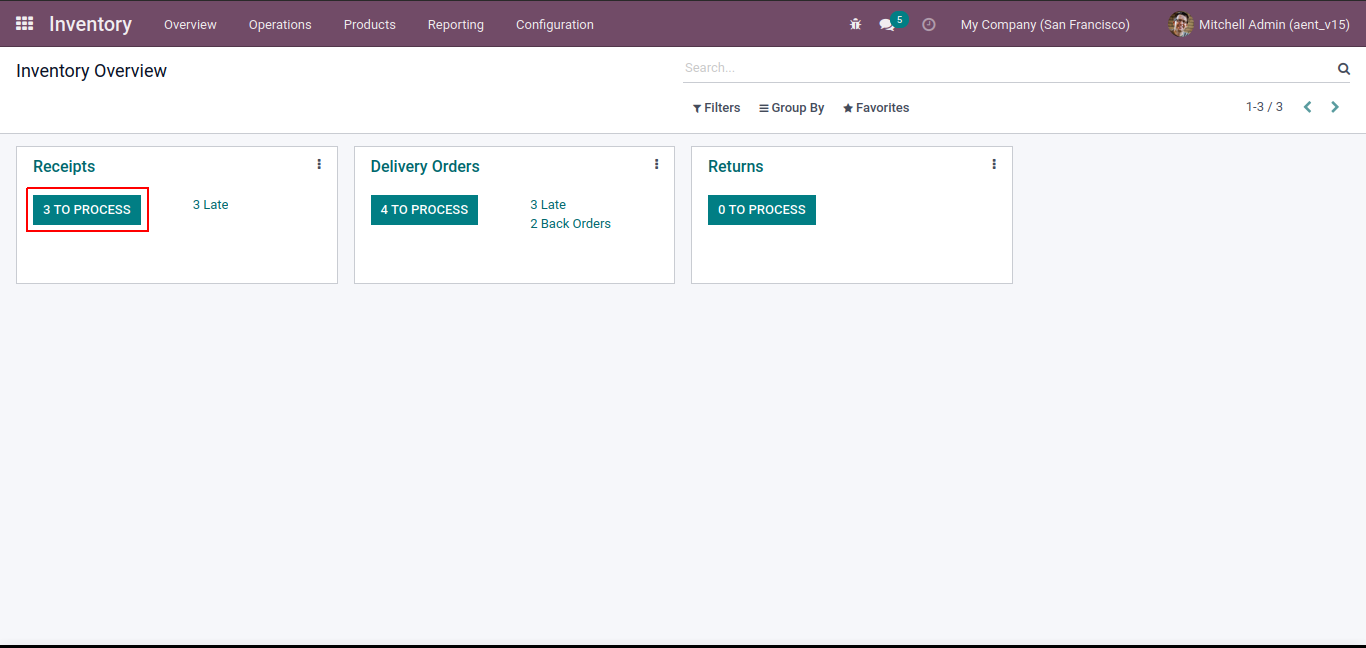 Inventory Overview Operations Products Reporting Configuration 5 My Company (San Francisco) Mitchell Admin (aent_v15)
Inventory Overview
Search...
Filters Group By Favorites 1-3 / 3
Receipts
3 TO PROCESS 3 Late
Delivery Orders
4 TO PROCESS 3 Late
2 Back Orders
Returns
0 TO PROCESS